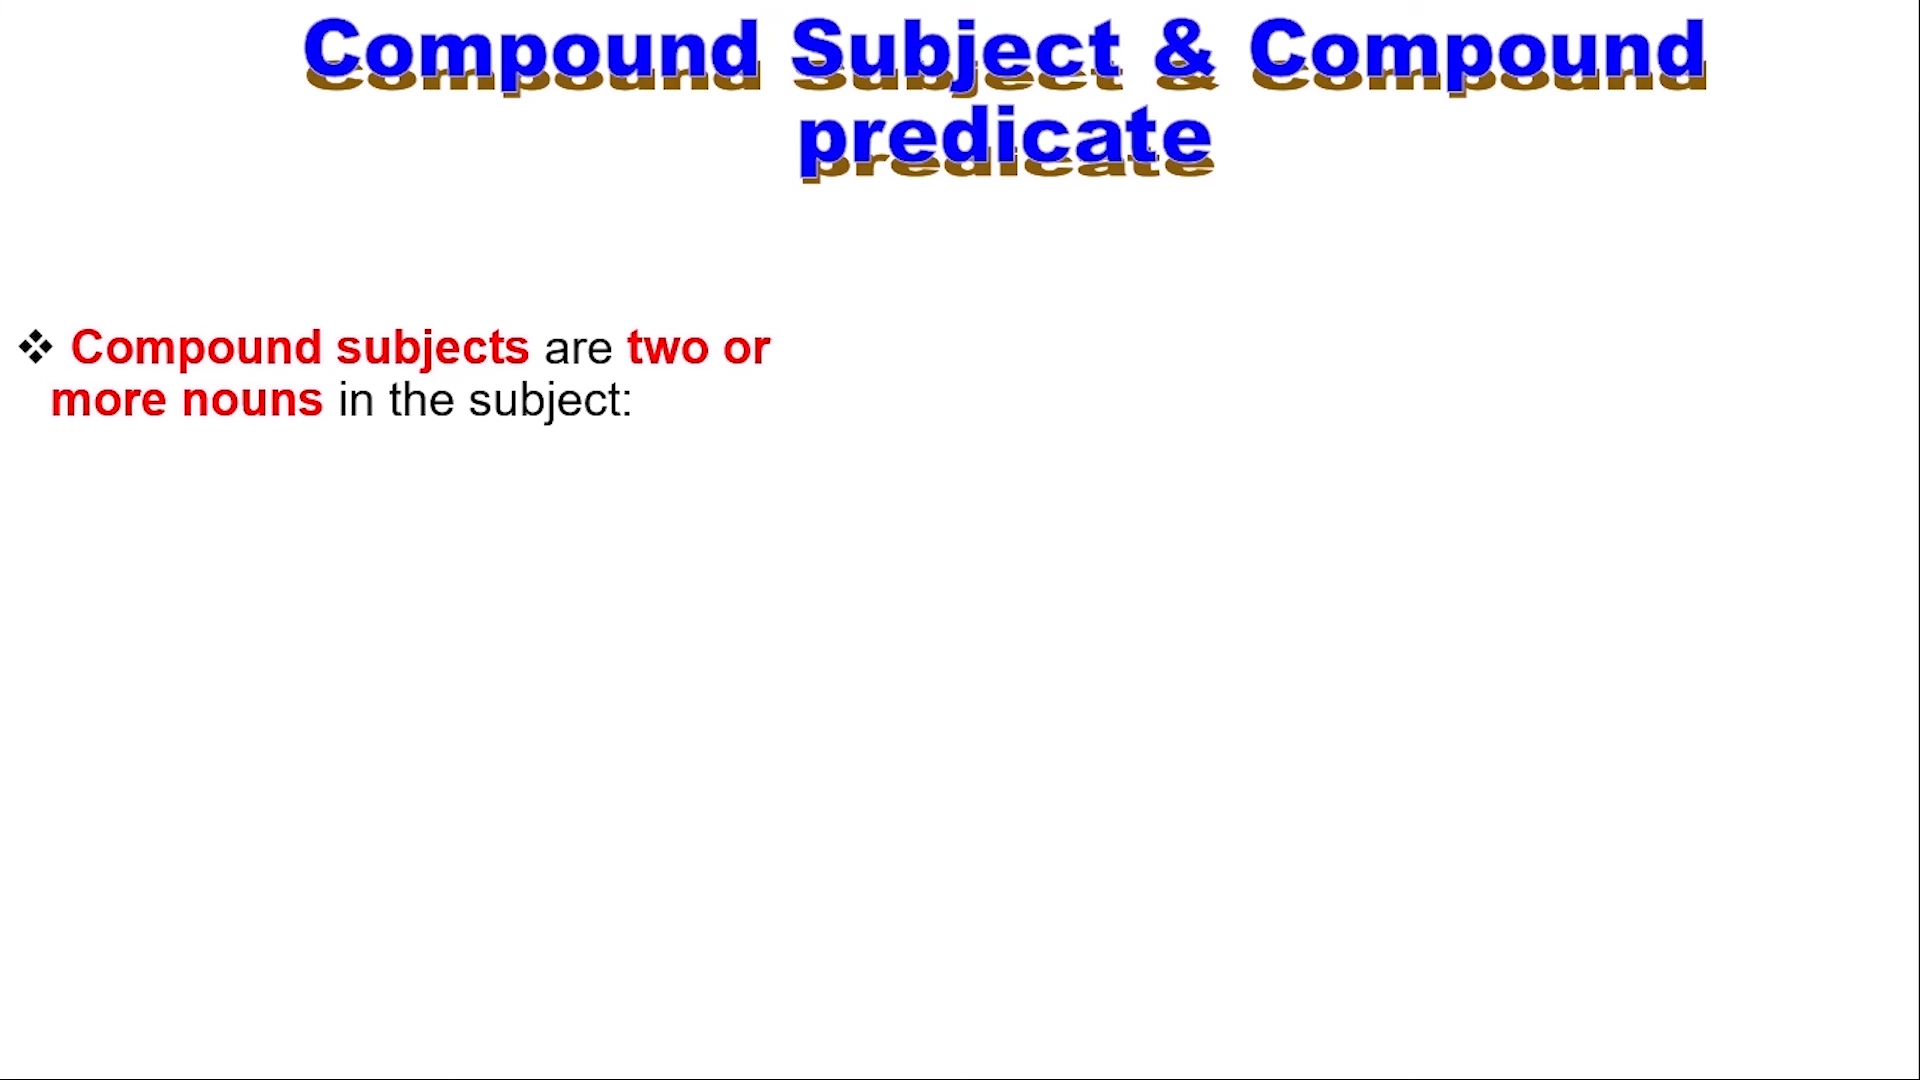 Compound Subject & Compound
predicate
❖ Compound subjects are two or
more nouns in the subject: